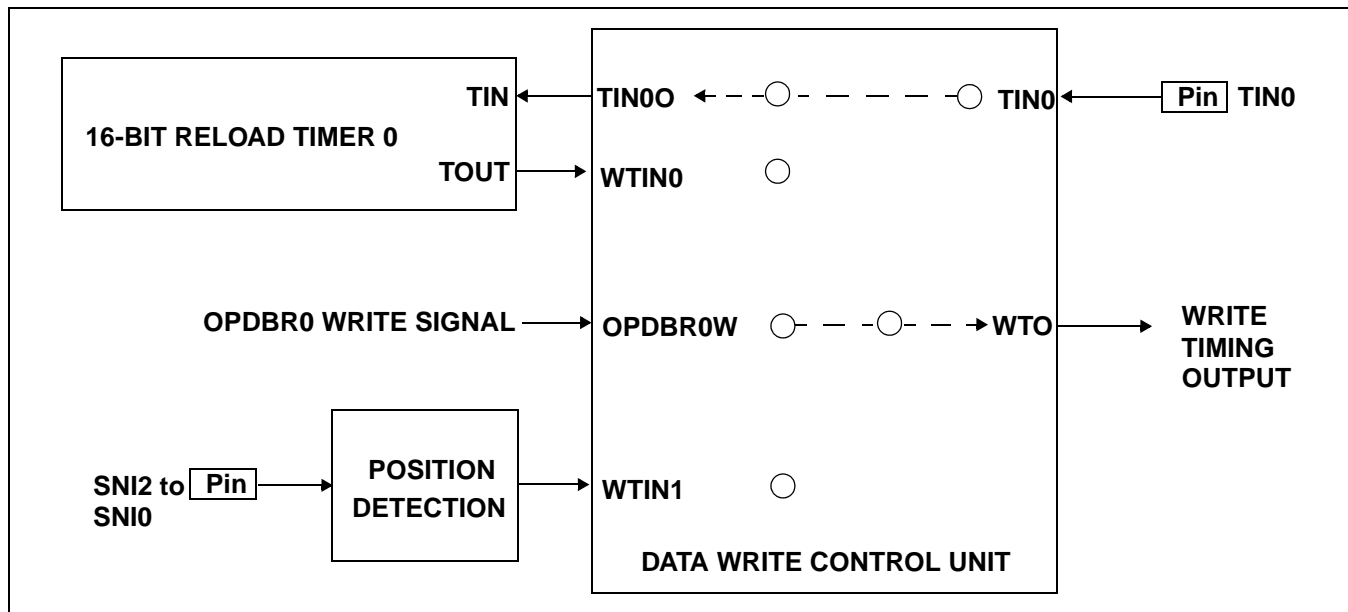 TIN
TIN0O
TIN0
Pin
TIN0
16-BIT RELOAD TIMER 0
TOUT
WTIN0
OPDBR0 WRITE SIGNAL
OPDBR0W
WTO
WRITE
TIMING
OUTPUT
SNI2 to
Pin
SNI0
POSITION
DETECTION
WTIN1
DATA WRITE CONTROL UNIT